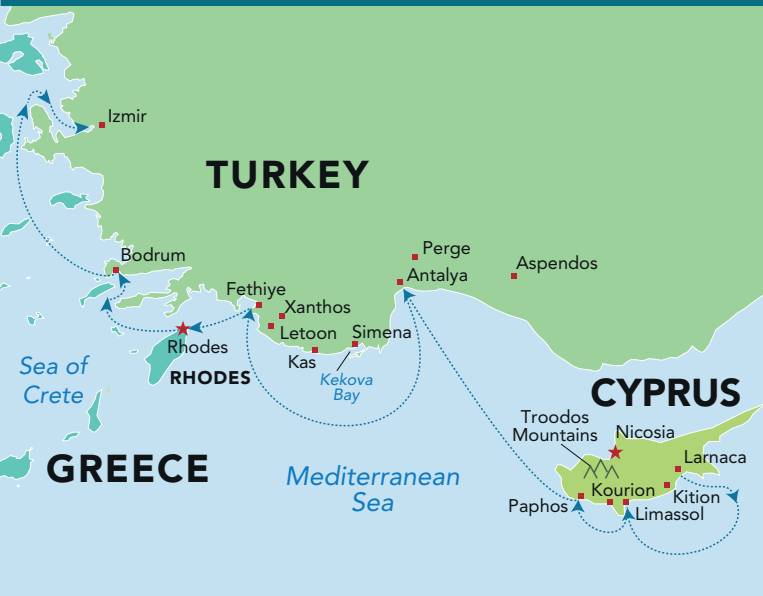 Izmir
TURKEY
Perge
Bodrum
Aspendos
Antalya
Fethiye
Xanthos
Letoon
Simena
Rhodes
Kas
Sea of
Crete
RHODES
Kekova
Bay
CYPRUS
Troodos
Mountains
Nicosia
GREECE
Larnaca
Mediterranean
Sea
Kourion
Kition
Paphos
Limassol